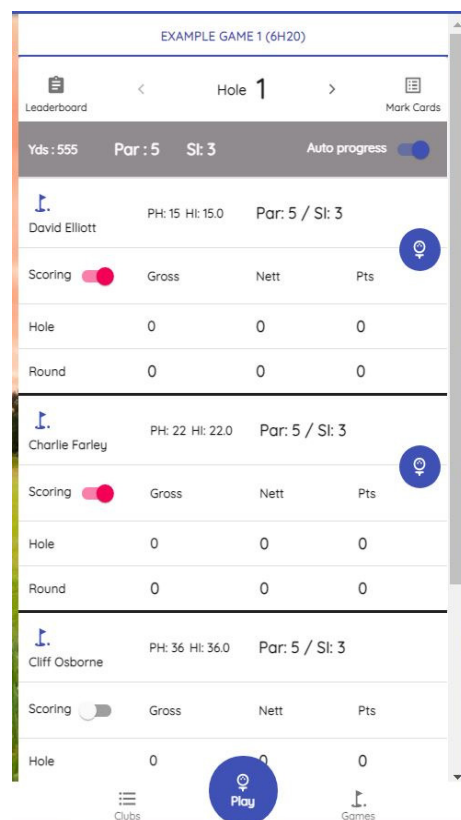 EXAMPLE GAME 1 (6H20)
Leaderboard < Hole 1 > Mark Cards
Yds : 555 Par : 5 SI: 3 Auto progress
David Elliott PH: 15 HI: 15.0 Par: 5 / SI: 3
Scoring Gross Nett Pts
Hole 0 0 0
Round 0 0 0
Charlie Farley PH: 22 HI: 22.0 Par: 5 / SI: 3
Scoring Gross Nett Pts
Hole 0 0 0
Round 0 0 0
Cliff Osborne PH: 36 HI: 36.0 Par: 5 / SI: 3
Scoring Gross Nett Pts
Hole 0 0 0
Clubs Play Games